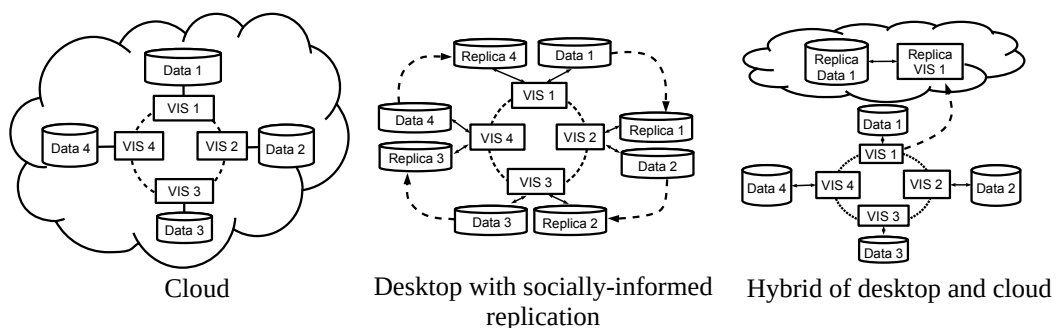 Data 1
VIS 1
Data 4
VIS 4
VIS 2
Data 2
VIS 3
Data 3
Cloud
Replica 4
Data 1
VIS 1
Data 4
VIS 4
VIS 2
Replica 1
Replica 3
Data 2
VIS 3
Data 3
Replica 2
Desktop with socially-informed
replication
Replica
Data 1
Replica
VIS 1
Data 1
VIS 1
Data 4
VIS 4
VIS 2
Data 2
VIS 3
Data 3
Hybrid of desktop and cloud